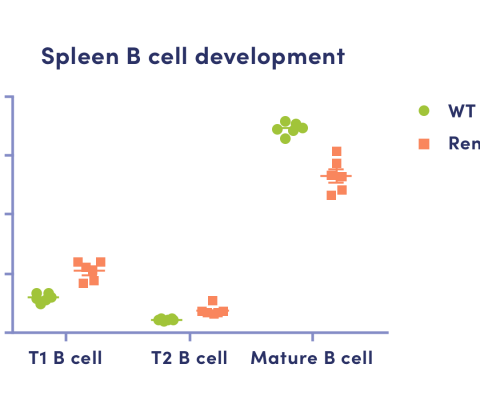 Spleen B cell development
WT
Ren
T1 B cell
T2 B cell
Mature B cell